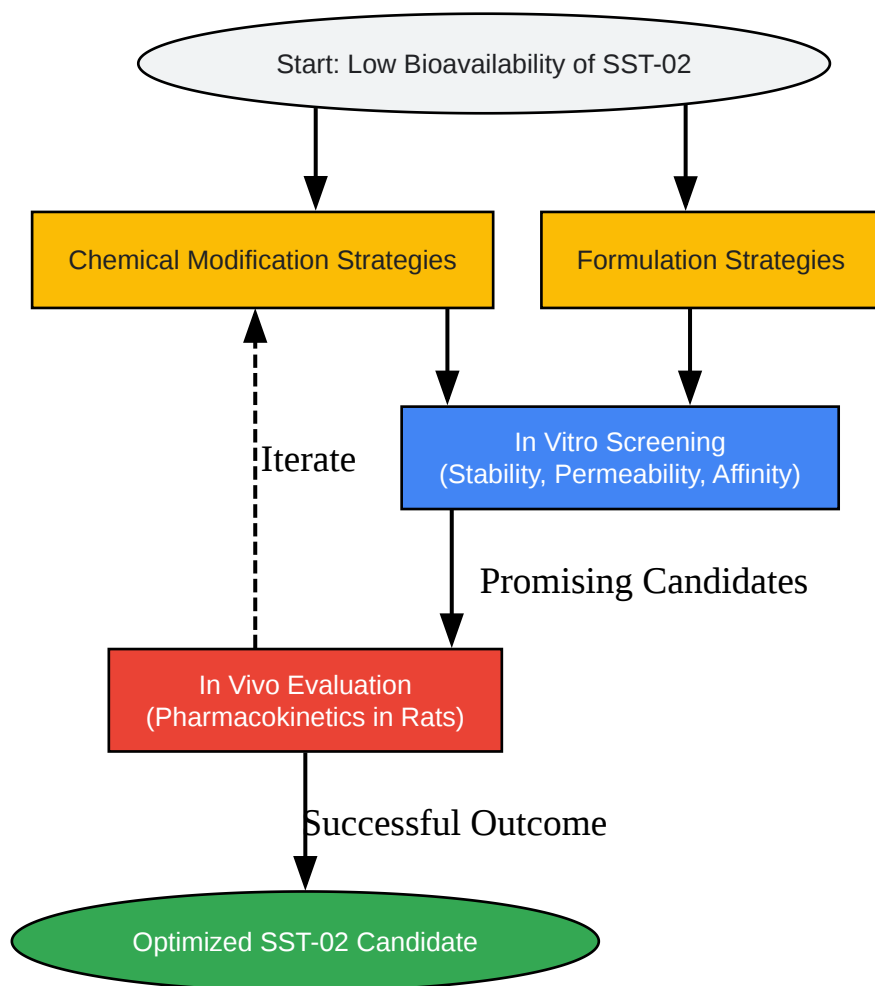 Start: Low Bioavailability of SST-02
Chemical Modification Strategies
Formulation Strategies
In Vitro Screening
(Stability, Permeability, Affinity)
Iterate
Promising Candidates
In Vivo Evaluation
(Pharmacokinetics in Rats)
Successful Outcome
Optimized SST-02 Candidate